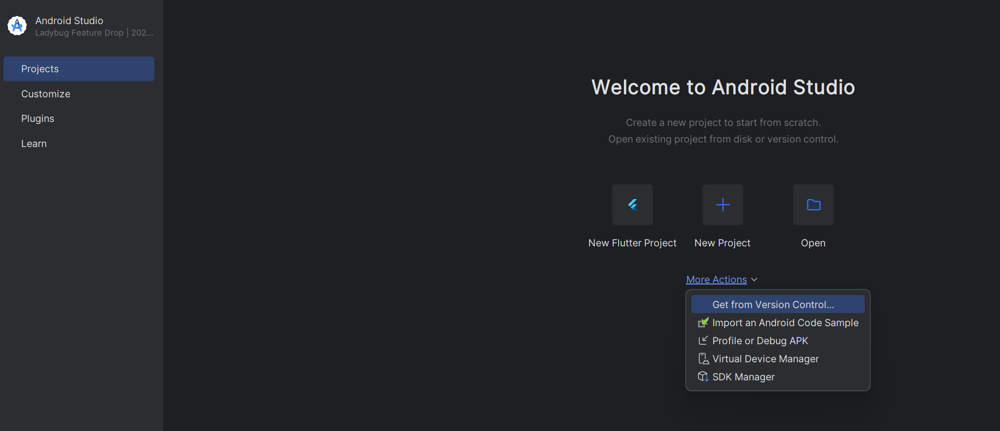 Android Studio
Ladybug Feature Drop | 202...
Projects
Customize
Plugins
Learn
Welcome to Android Studio
Create a new project to start from scratch.
Open existing project from disk or version control.
New Flutter Project
New Project
Open
More Actions
Get from Version Control...
Import an Android Code Sample
Profile or Debug APK
Virtual Device Manager
SDK Manager